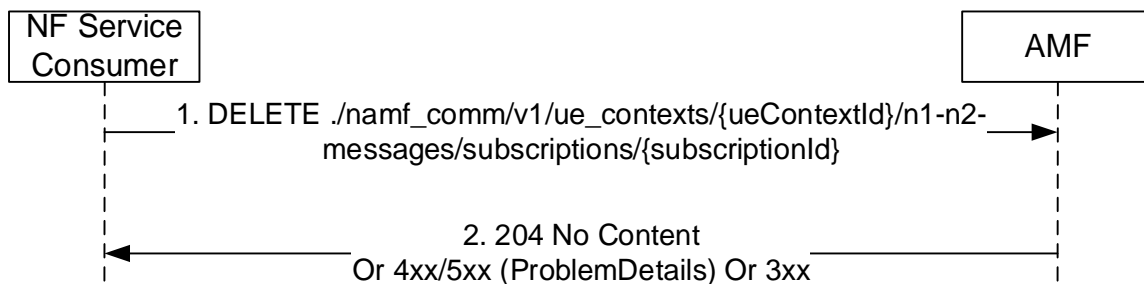 NF Service
Consumer
AMF
1. DELETE ./namf_comm/v1/ue_contexts/{ueContextId}/n1-n2-
messages/subscriptions/{subscriptionId}
2. 204 No Content
Or 4xx/5xx (ProblemDetails) Or 3xx